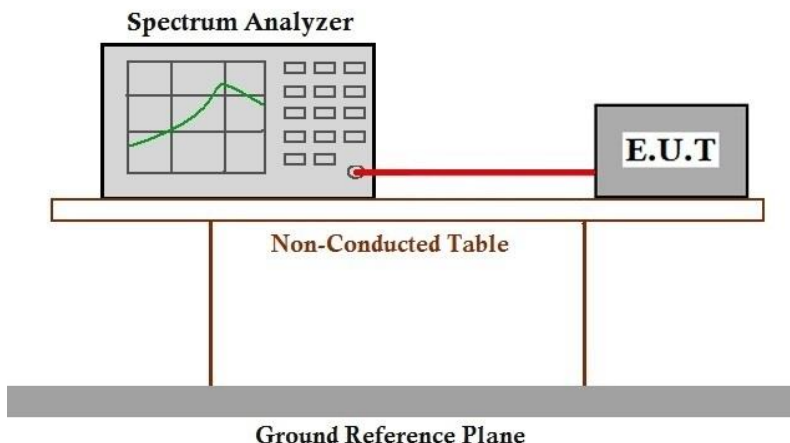 Spectrum Analyzer
E.U.T
Non-Conducted Table
Ground Reference Plane